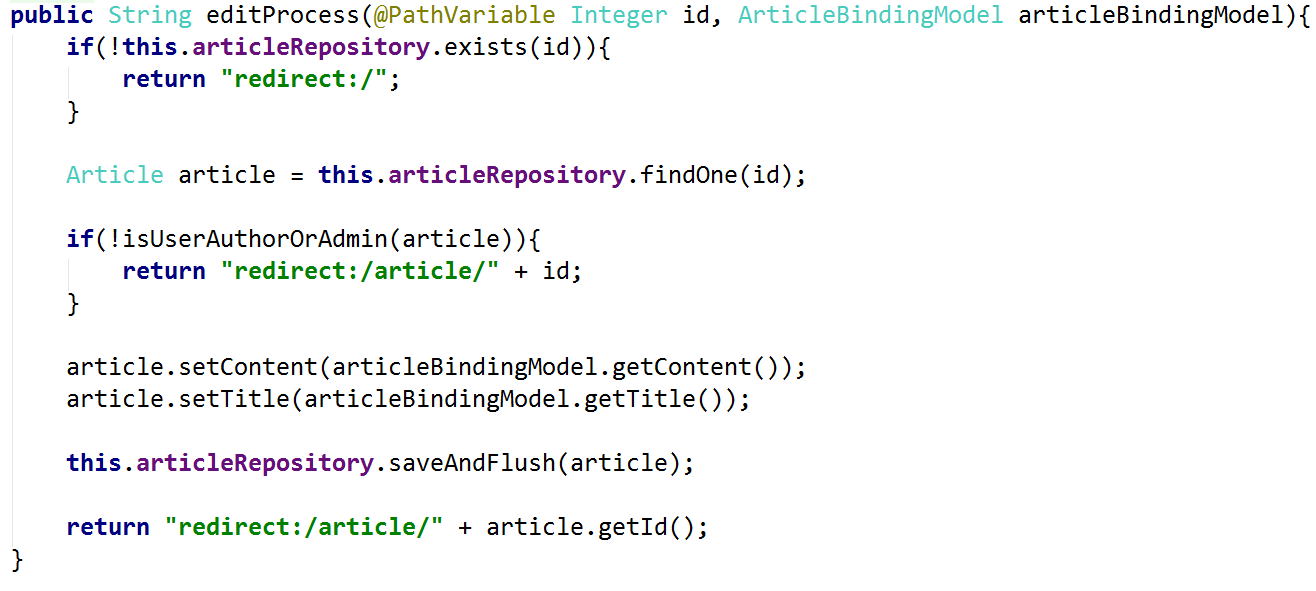 public String editProcess(@PathVariable Integer id, ArticleBindingModel articleBindingModel){
    if(!this.articleRepository.exists(id)){
        return "redirect:/";
    }

    Article article = this.articleRepository.findOne(id);

    if(!isUserAuthorOrAdmin(article)){
        return "redirect:/article/" + id;
    }

    article.setContent(articleBindingModel.getContent());
    article.setTitle(articleBindingModel.getTitle());

    this.articleRepository.saveAndFlush(article);

    return "redirect:/article/" + article.getId();
}